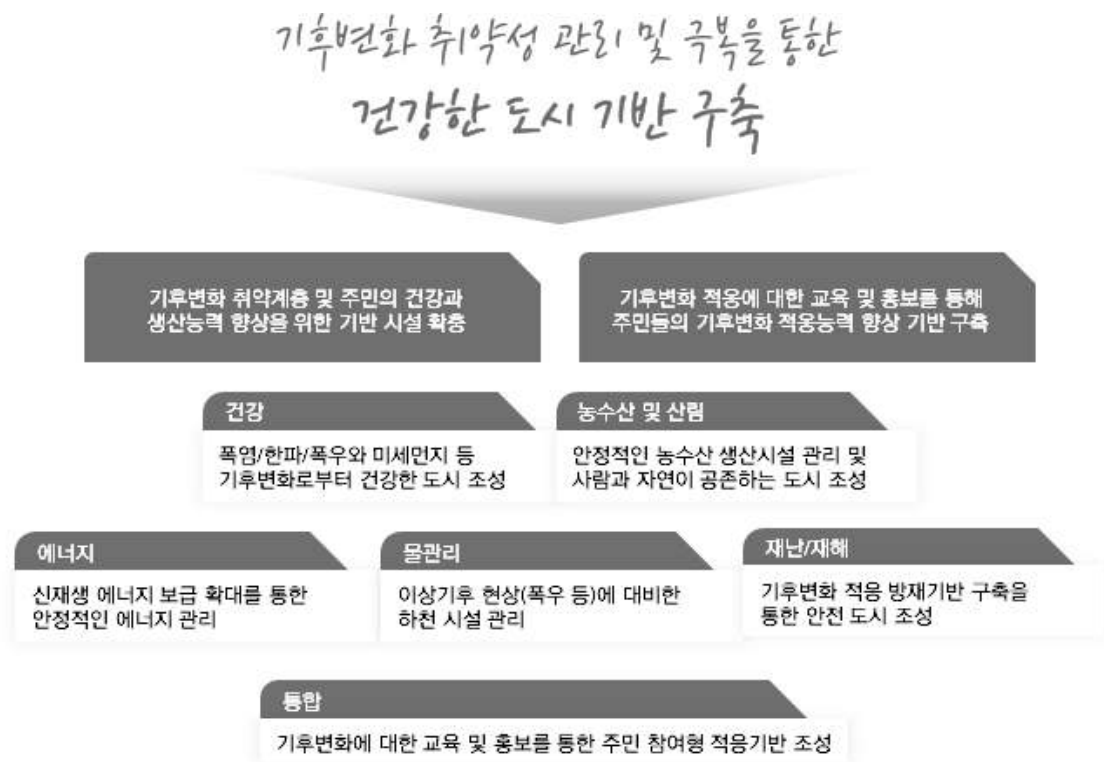 기후변화 취약성 관리 및 극복을 통한
건강한 도시 기반 구축
기후변화 취약계층 및 주민의 건강과
생산능력 향상을 위한 기반 시설 확충
기후변화 적응에 대한 교육 및 홍보를 통해
주민들의 기후변화 적응능력 향상 기반 구축
건강
폭염/한파/폭우와 미세먼지 등
기후변화로부터 건강한 도시 조성
농수산 및 산림
안정적인 농수산 생산시설 관리 및
사람과 자연이 공존하는 도시 조성
에너지
신재생 에너지 보급 확대를 통한
안정적인 에너지 관리
물관리
이상기후 현상(폭우 등)에 대비한
하천 시설 관리
재난/재해
기후변화 적응 방재기반 구축을
통한 안전 도시 조성
통합
기후변화에 대한 교육 및 홍보를 통한 주민 참여형 적응기반 조성